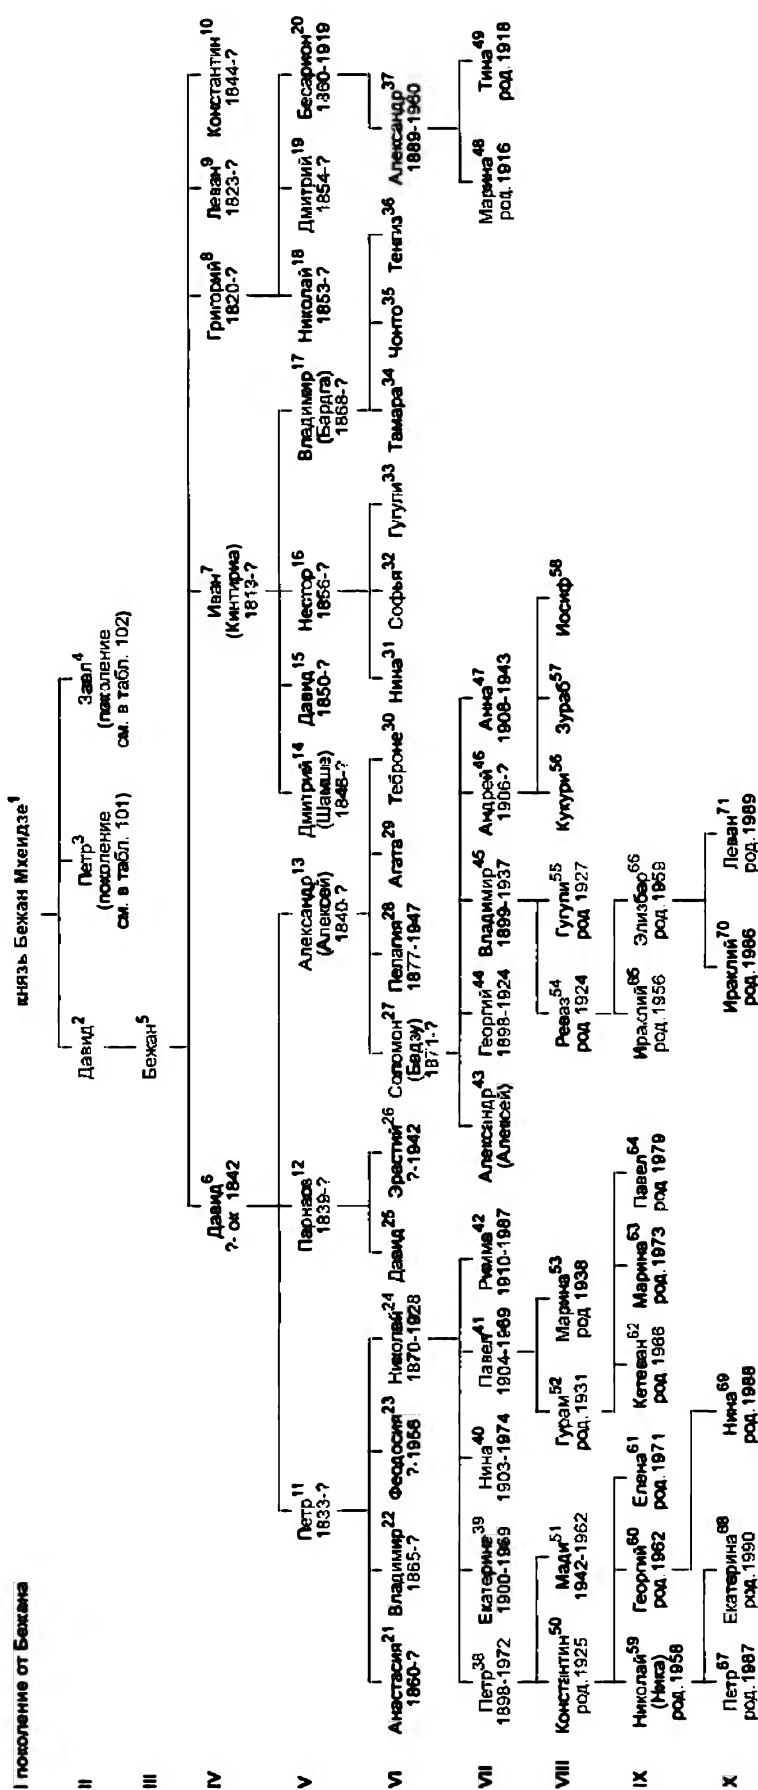 I поколение от Бежана
князь Бежан Мхеидзе1
II
Давид2
Петр3
(поколение
см. в табл. 101)
Заал4
(поколение
см. в табл. 102)
III
Бежан5
IV
Давид6
?- ок 1842
Иван7
(Кинтириа)
1813-?
Григорий8
1820-?
Леван9
1823-?
Константин10
1844-?
V
Петр11
1833-?
Парнаоз12
1839-?
Александр13
(Алексей)
1840-?
Дмитрий14
(Шамше)
1846-?
Давид15
1850-?
Нестор16
1856-?
Владимир17
(Бардга)
1868-?
Николай18
1853-?
Дмитрий19
1854-?
Бесарион20
1860-1919
VI
Анастасия21
1860-?
Владимир22
1865-?
Феодосия23
?-1956
Николай24
1870-1928
Давид25
Эрастий26
?-1942
Соломон27
(Бедзу)
1871-?
Пелагия28
1877-1947
Агата29
Теброне30
Нина31
Софья32
Гугули33
Тамара34
Чонто35
Тенгиз36
Александр37
1889-1960
VII
Петр38
1898-1972
Екатерине39
1900-1969
Нина40
1903-1974
Павел41
1904-1969
Римма42
1910-1987
Александр43
(Алексей)
Георгий44
1898-1924
Владимир45
1899-1937
Андрей46
1906-?
Анна47
1908-1943
Марина48
род. 1916
Тина49
род. 1918
VIII
Константин50
род. 1925
Мади51
1942-1962
Гурам52
род. 1931
Марина53
род 1938
Реваз54
род 1924
Гугули55
род 1927
Кукури56
Зураб57
Иосиф58
IX
Николай59
(Ника)
род. 1958
Георгий60
род. 1962
Елена61
род. 1971
Кетеван62
род 1966
Марина63
род. 1973
Павел64
род 1979
Ираклий65
род. 1956
Элизбар66
род. 1959
X
Петр67
род. 1987
Екатерина68
род. 1990
Нина69
род. 1988
Ираклий70
род. 1986
Леван71
род. 1989